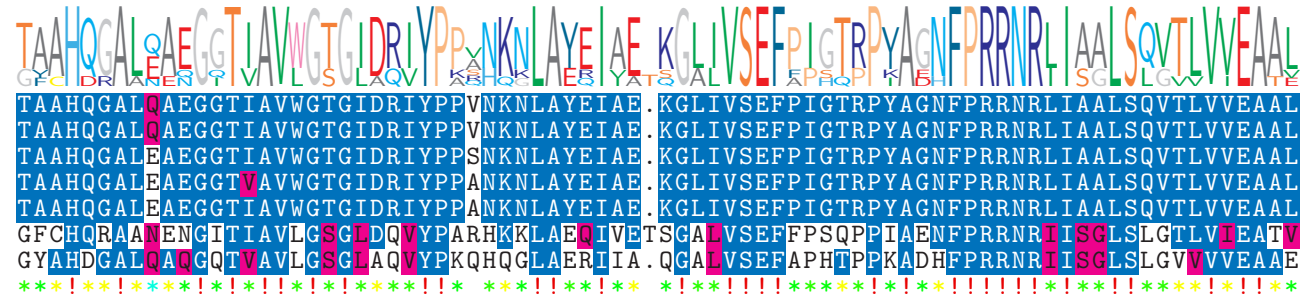 TAAHQGALQAEGGTIAVWGTGIDRIYPPVNKNLAYEIAE.KGLIVSEFPIGTRPYAGNFPRRNRLIAALSQVTLVVEAAL
TAAHQGALQAEGGTIAVWGTGIDRIYPPVNKNLAYEIAE.KGLIVSEFPIGTRPYAGNFPRRNRLIAALSQVTLVVEAAL
TAAHQGALEAEGGTIAVWGTGIDRIYPPSNKNLAYEIAE.KGLIVSEFPIGTRPYAGNFPRRNRLIAALSQVTLVVEAAL
TAAHQGALEAEGGTVAVWGTGIDRIYPPANKNLAYEIAE.KGLIVSEFPIGTRPYAGNFPRRNRLIAALSQVTLVVEAAL
TAAHQGALEAEGGTIAVWGTGIDRIYPPANKNLAYEIAE.KGLIVSEFPIGTRPYAGNFPRRNRLIAALSQVTLVVEAAL
GFCHQRAANENGITIAVLGSGLDQVYPARHKKLAEQIVETSGALVSEFFPSQPPIAENFPRRNRIISGLSLGTLVIEATV
GYAHDGALQAQGQTVAVLGSGLAQVYPKQHQGLAERIIA.QGALVSEFAPHTPPKADHFPRRNRIISGLSLGVVVVEAAE